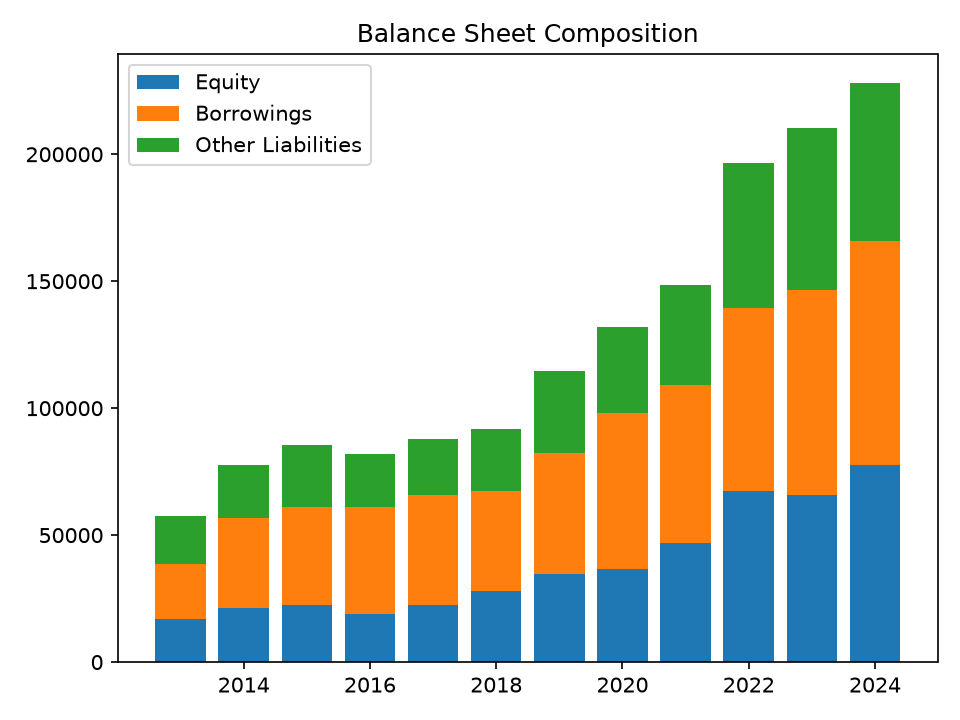 Balance Sheet Composition
Equity
Borrowings
Other Liabilities
200000
150000
100000
50000
0
2014 2016 2018 2020 2022 2024